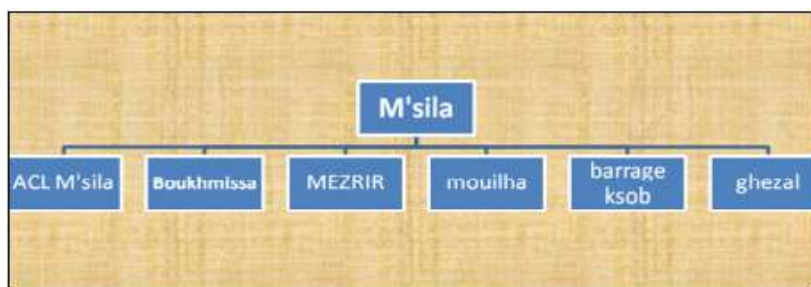 M'sila
ACL M'sila
Boukhmissa
MEZRIR
mouilha
barrage
ksob
ghezal